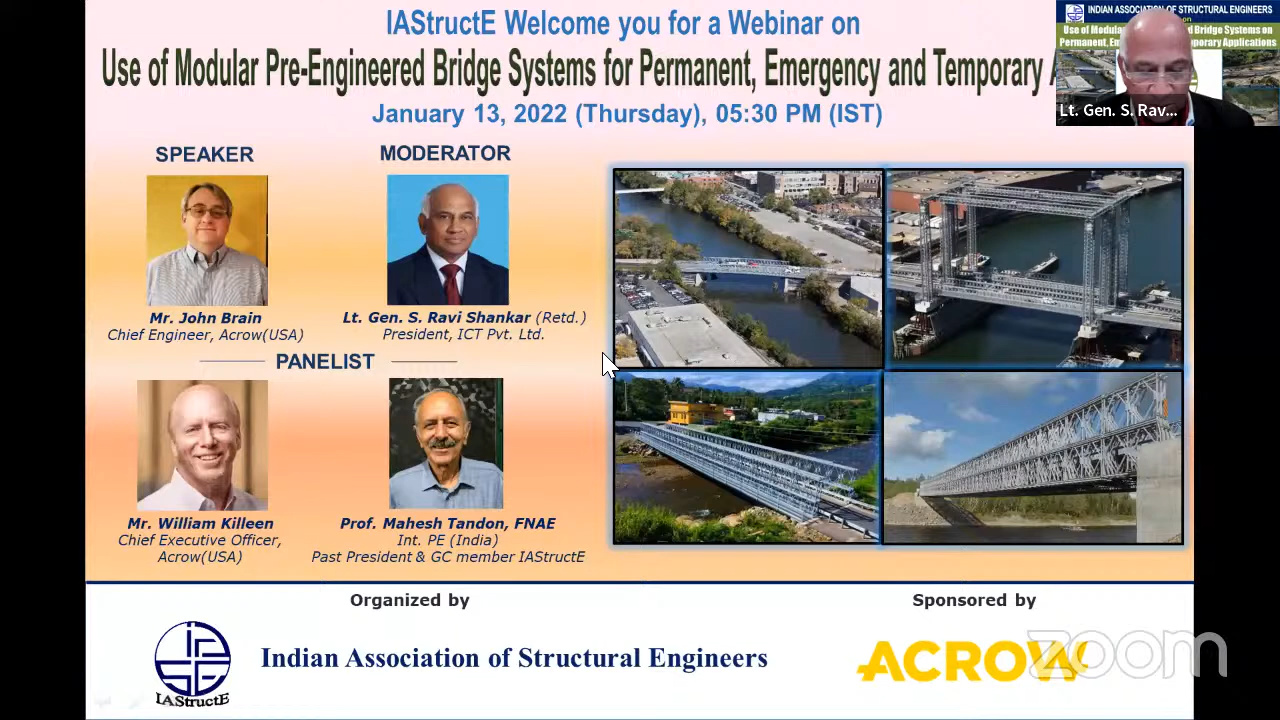 IAStructE Welcome you for a Webinar on
Use of Modular Pre-Engineered Bridge Systems for Permanent, Emergency and Temporary
January 13, 2022 (Thursday), 05:30 PM (IST)
INDIAN ASSOCIATION OF STRUCTURAL ENGINEERS
Lt. Gen. S. Ravi...
SPEAKER
MODERATOR
Mr. John Brain
Chief Engineer, Acrow(USA)
Lt. Gen. S. Ravi Shankar (Retd.)
President, ICT Pvt. Ltd.
PANELIST
Mr. William Killeen
Chief Executive Officer,
Acrow(USA)
Prof. Mahesh Tandon, FNAE
Int. PE (India)
Past President & GC member IAStructE
Organized by
Sponsored by
IAStructE
Indian Association of Structural Engineers
ACROW
zoom